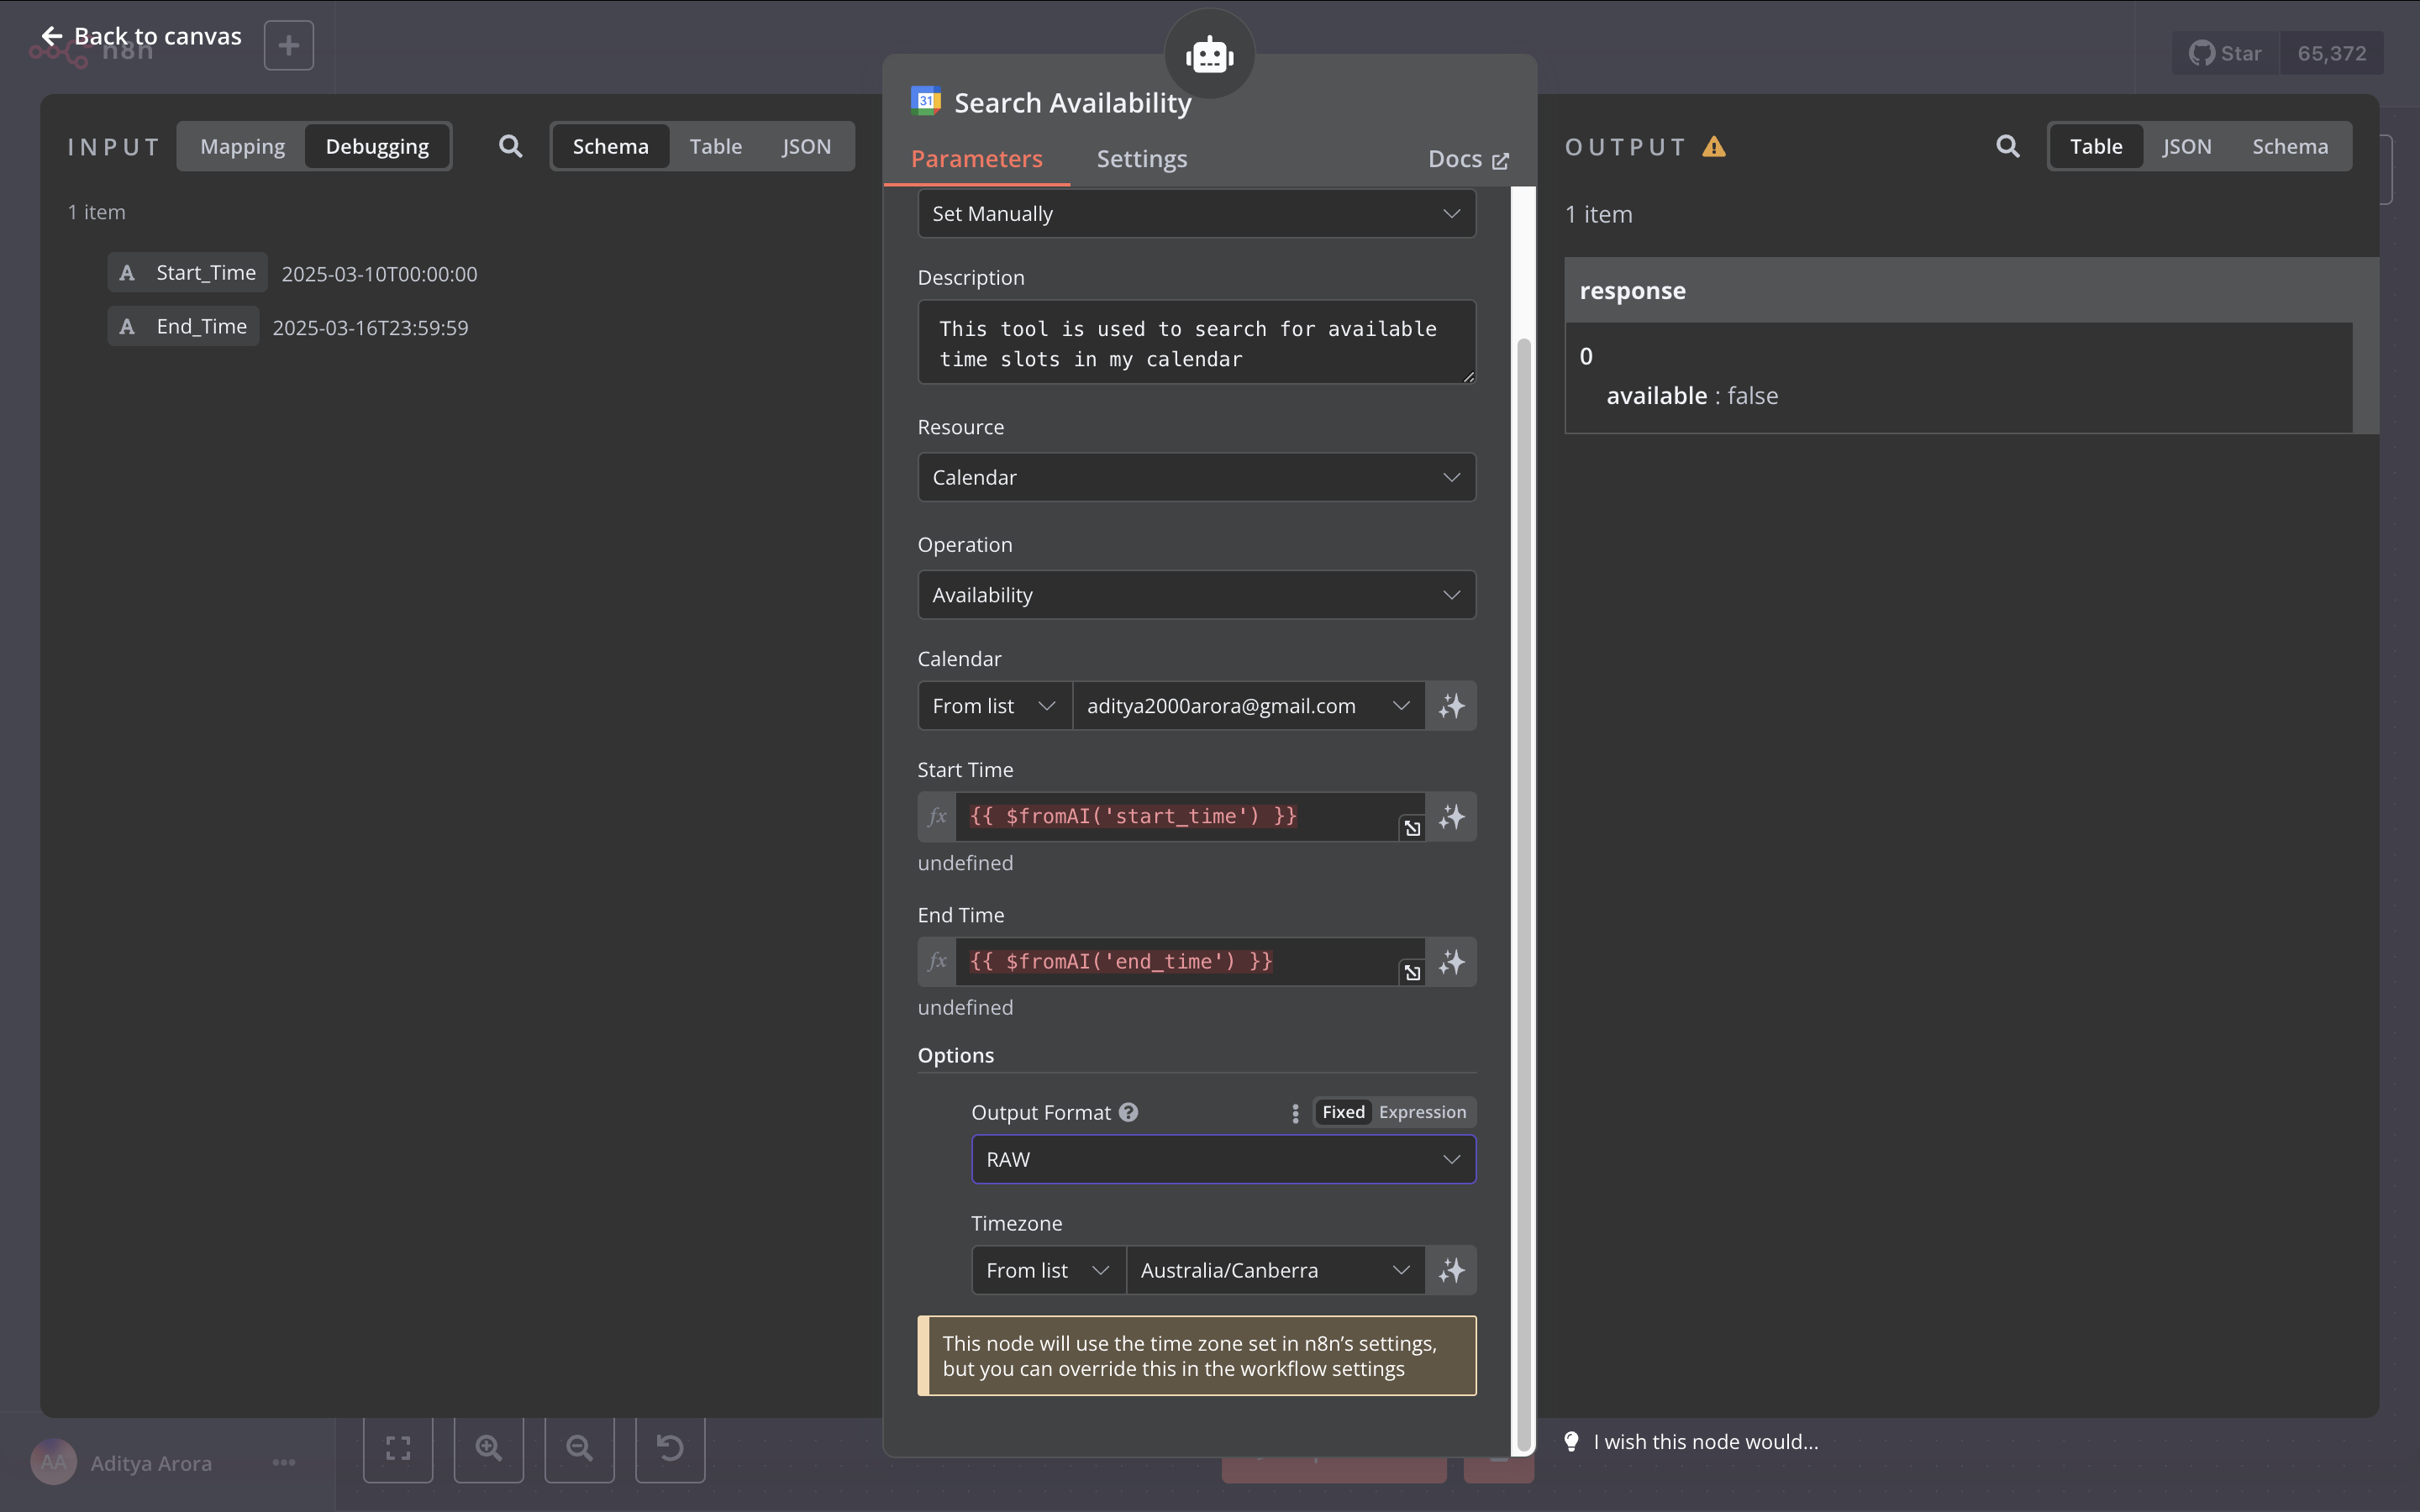 Back to canvas
n8n
Star 65,372
INPUT Mapping Debugging Schema Table JSON
1 item
A Start_Time 2025-03-10T00:00:00
A End_Time 2025-03-16T23:59:59
31 Search Availability
Parameters Settings Docs
Set Manually
Description
This tool is used to search for available
time slots in my calendar
Resource
Calendar
Operation
Availability
Calendar
From list aditya2000arora@gmail.com
Start Time
fx {{ $fromAI('start_time') }}
undefined
End Time
fx {{ $fromAI('end_time') }}
undefined
Options
Output Format Fixed Expression
RAW
Timezone
From list Australia/Canberra
This node will use the time zone set in n8n’s settings,
but you can override this in the workflow settings
OUTPUT Table JSON Schema
1 item
response
0
available : false
I wish this node would...
AA Aditya Arora